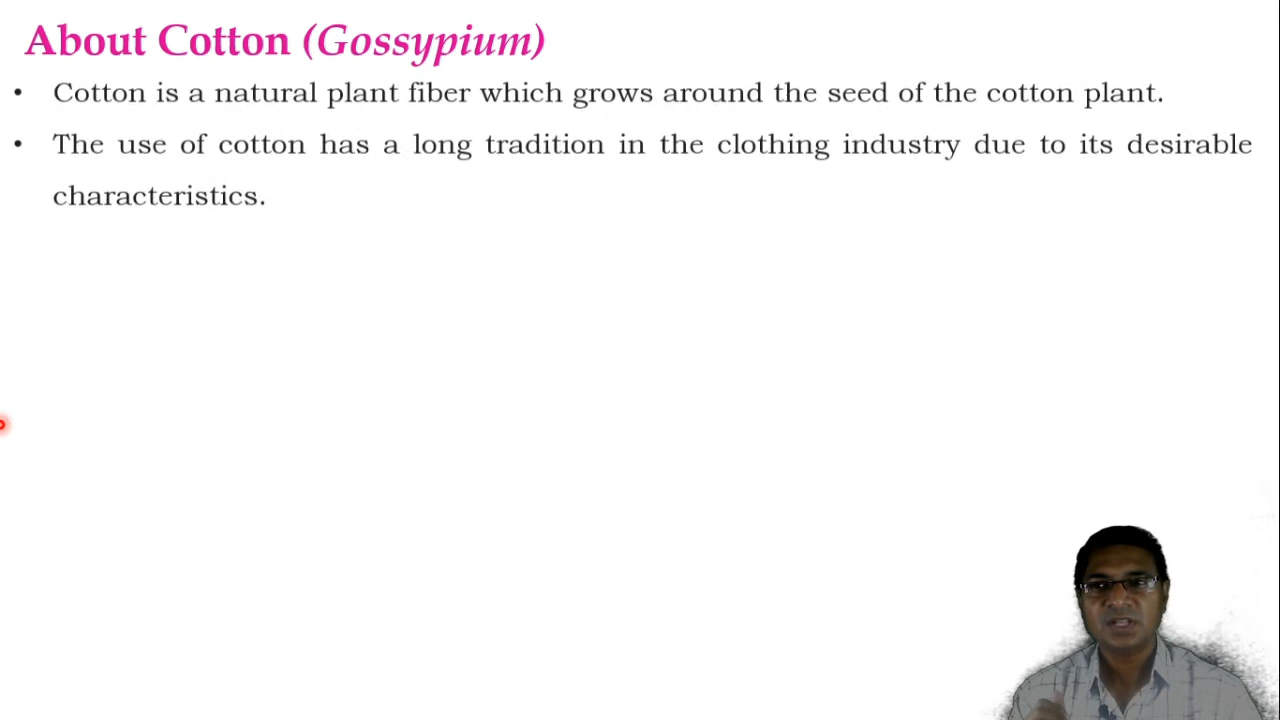 About Cotton (Gossypium)
• Cotton is a natural plant fiber which grows around the seed of the cotton plant.
• The use of cotton has a long tradition in the clothing industry due to its desirable
characteristics.